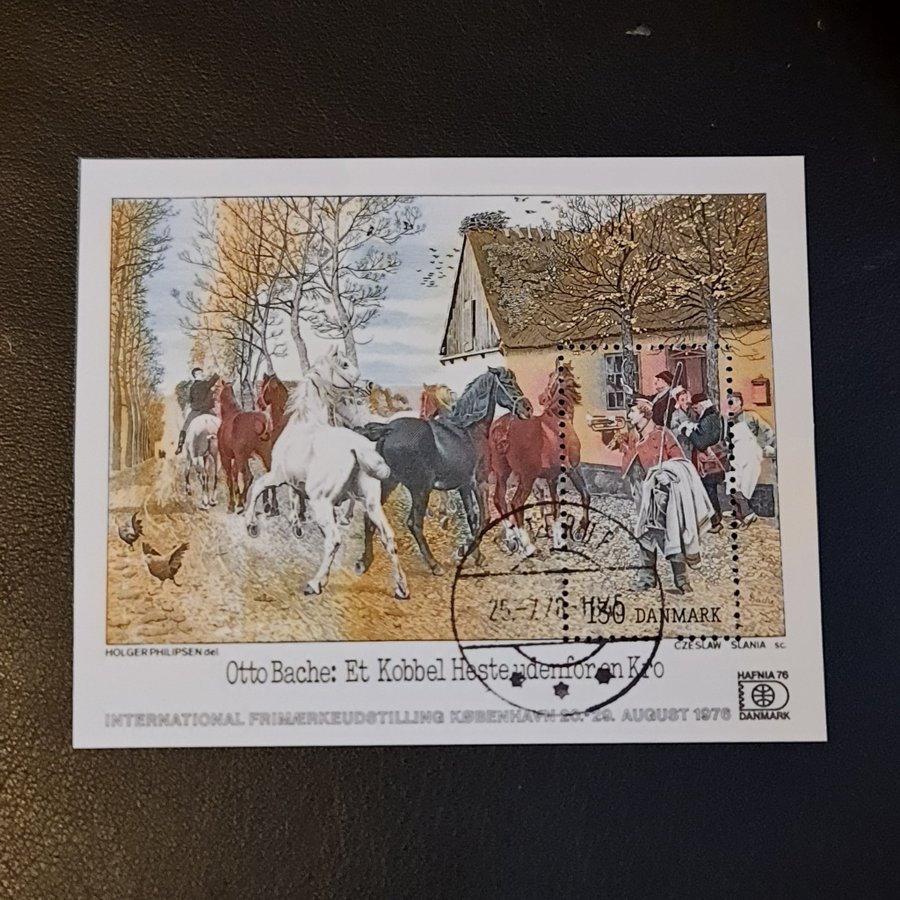 130 DANMARK
HOLGER PHILIPSEN del.
CZESLAW SLANIA sc.
Otto Bache: Et Kobbel Heste udenfor en Kro
HAFNIA 76
DANMARK
INTERNATIONAL FRIMÆRKEUDSTILLING KØBENHAVN 20.-29. AUGUST 1976